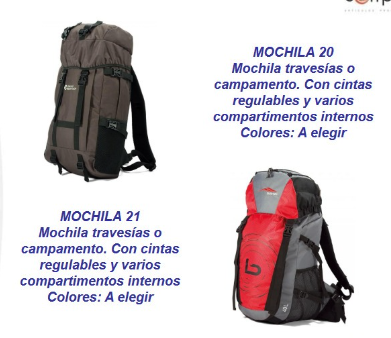 MOCHILA 20
Mochila travesías o
campamento. Con cintas
regulables y varios
compartimentos internos
Colores: A elegir
MOCHILA 21
Mochila travesías o
campamento. Con cintas
regulables y varios
compartimentos internos
Colores: A elegir